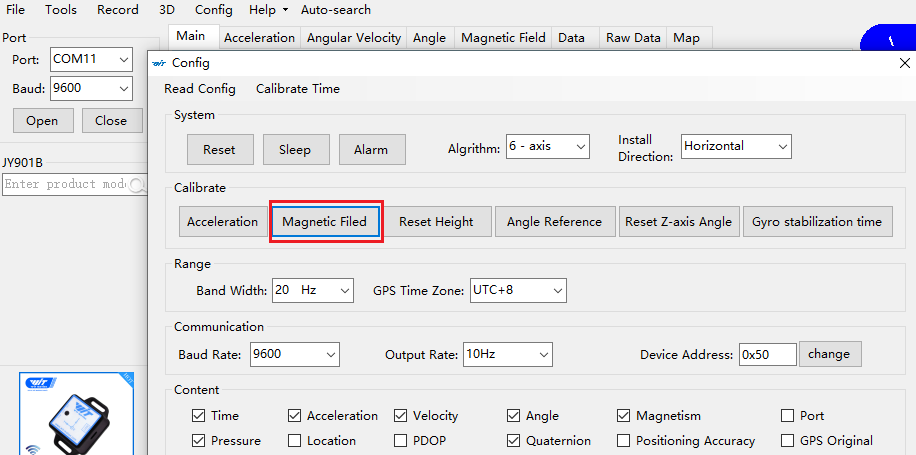 File Tools Record 3D Config Help Auto-search
Port
Port: COM11
Baud: 9600
Open Close
JY901B
Enter product mod
Main Acceleration Angular Velocity Angle Magnetic Field Data Raw Data Map
Config
Read Config Calibrate Time
System
Reset Sleep Alarm Algrithm: 6 - axis Install Direction: Horizontal
Calibrate
Acceleration Magnetic Filed Reset Height Angle Reference Reset Z-axis Angle Gyro stabilization time
Range
Band Width: 20 Hz GPS Time Zone: UTC+8
Communication
Baud Rate: 9600 Output Rate: 10Hz Device Address: 0x50 change
Content
Time Acceleration Velocity Angle Magnetism Port
Pressure Location PDOP Quaternion Positioning Accuracy GPS Original